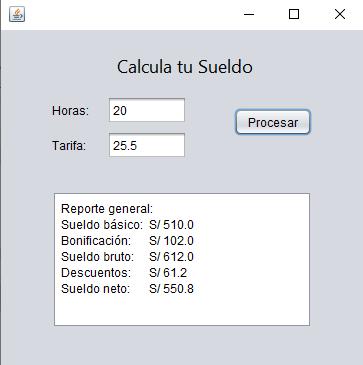 Calcula tu Sueldo
Horas: 20
Procesar
Tarifa: 25.5
Reporte general:
Sueldo básico: S/ 510.0
Bonificación: S/ 102.0
Sueldo bruto: S/ 612.0
Descuentos: S/ 61.2
Sueldo neto: S/ 550.8